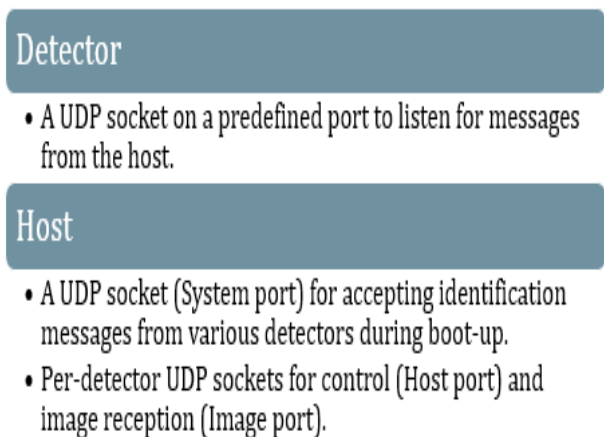 Detector
• A UDP socket on a predefined port to listen for messages
from the host.
Host
• A UDP socket (System port) for accepting identification
messages from various detectors during boot-up.
• Per-detector UDP sockets for control (Host port) and
image reception (Image port).